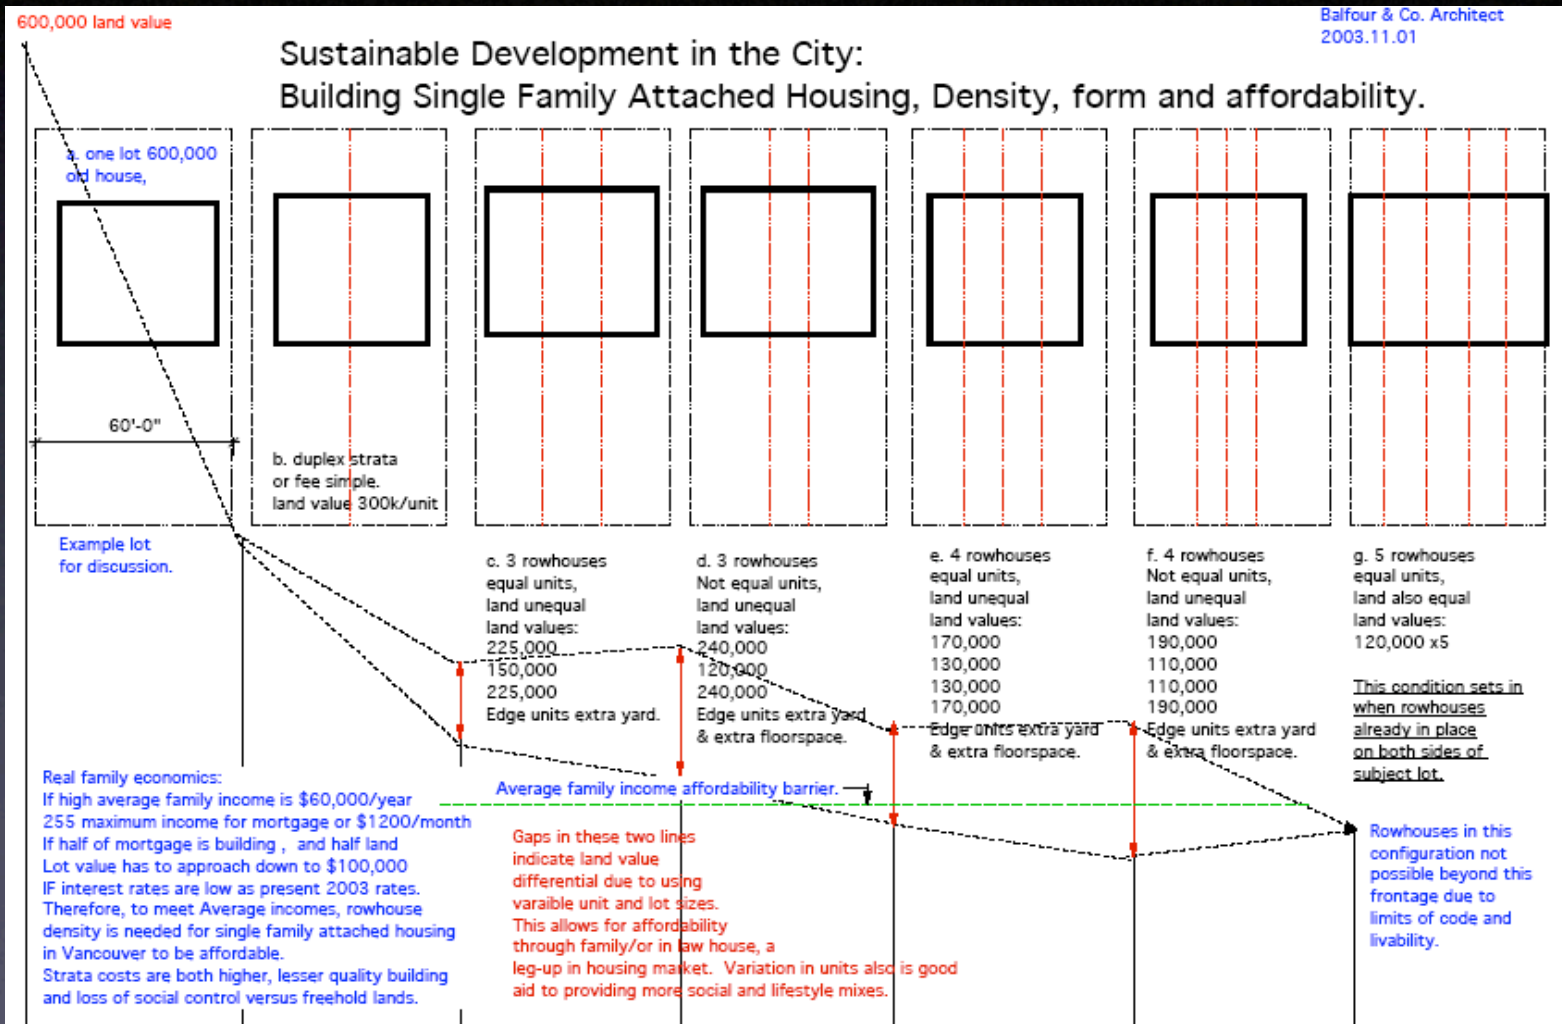 600,000 land value
Balfour & Co. Architect
2003.11.01
Sustainable Development in the City:
Building Single Family Attached Housing, Density, form and affordability.
a. one lot 600,000
old house,
60'-0"
b. duplex strata
or fee simple.
land value 300k/unit
Example lot
for discussion.
c. 3 rowhouses
equal units,
land unequal
land values:
225,000
150,000
225,000
Edge units extra yard.
d. 3 rowhouses
Not equal units,
land unequal
land values:
240,000
120,000
240,000
Edge units extra yard
& extra floorspace.
e. 4 rowhouses
equal units,
land unequal
land values:
170,000
130,000
130,000
170,000
Edge units extra yard
& extra floorspace.
f. 4 rowhouses
Not equal units,
land unequal
land values:
190,000
110,000
110,000
190,000
Edge units extra yard
& extra floorspace.
g. 5 rowhouses
equal units,
land also equal
land values:
120,000 x5
This condition sets in
when rowhouses
already in place
on both sides of
subject lot.
Real family economics:
If high average family income is $60,000/year
255 maximum income for mortgage or $1200/month
If half of mortgage is building , and half land
Lot value has to approach down to $100,000
IF interest rates are low as present 2003 rates.
Therefore, to meet Average incomes, rowhouse
density is needed for single family attached housing
in Vancouver to be affordable.
Strata costs are both higher, lesser quality building
and loss of social control versus freehold lands.
Average family income affordability barrier.
Gaps in these two lines
indicate land value
differential due to using
varaible unit and lot sizes.
This allows for affordability
through family/or in law house, a
leg-up in housing market. Variation in units also is good
aid to providing more social and lifestyle mixes.
Rowhouses in this
configuration not
possible beyond this
frontage due to
limits of code and
livability.